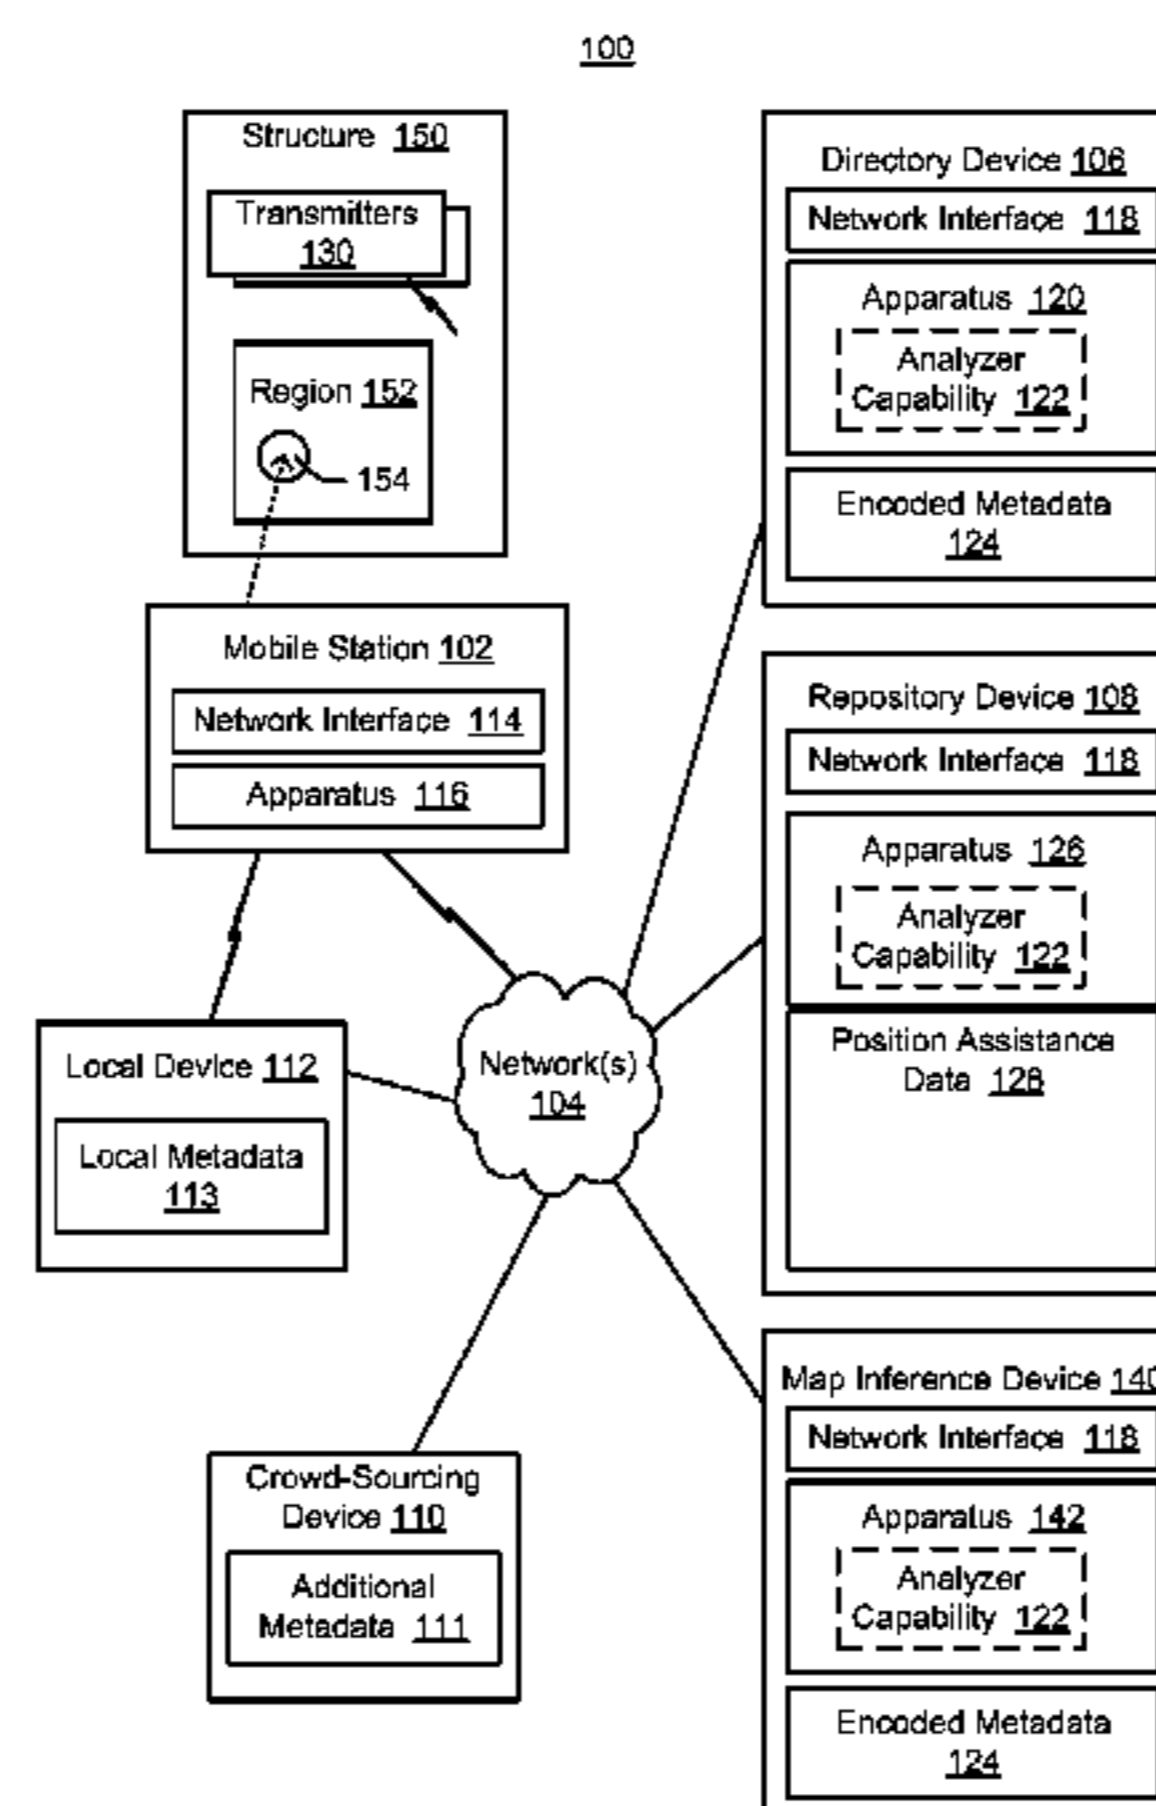 100
Structure 150
Transmitters
130
Region 152
154
Mobile Station 102
Network Interface 114
Apparatus 116
Local Device 112
Local Metadata
113
Network(s)
104
Crowd-Sourcing
Device 110
Additional
Metadata 111
Directory Device 106
Network Interface 118
Apparatus 120
Analyzer
Capability 122
Encoded Metadata
124
Repository Device 108
Network Interface 118
Apparatus 126
Analyzer
Capability 122
Position Assistance
Data 128
Map Inference Device 140
Network Interface 118
Apparatus 142
Analyzer
Capability 122
Encoded Metadata
124